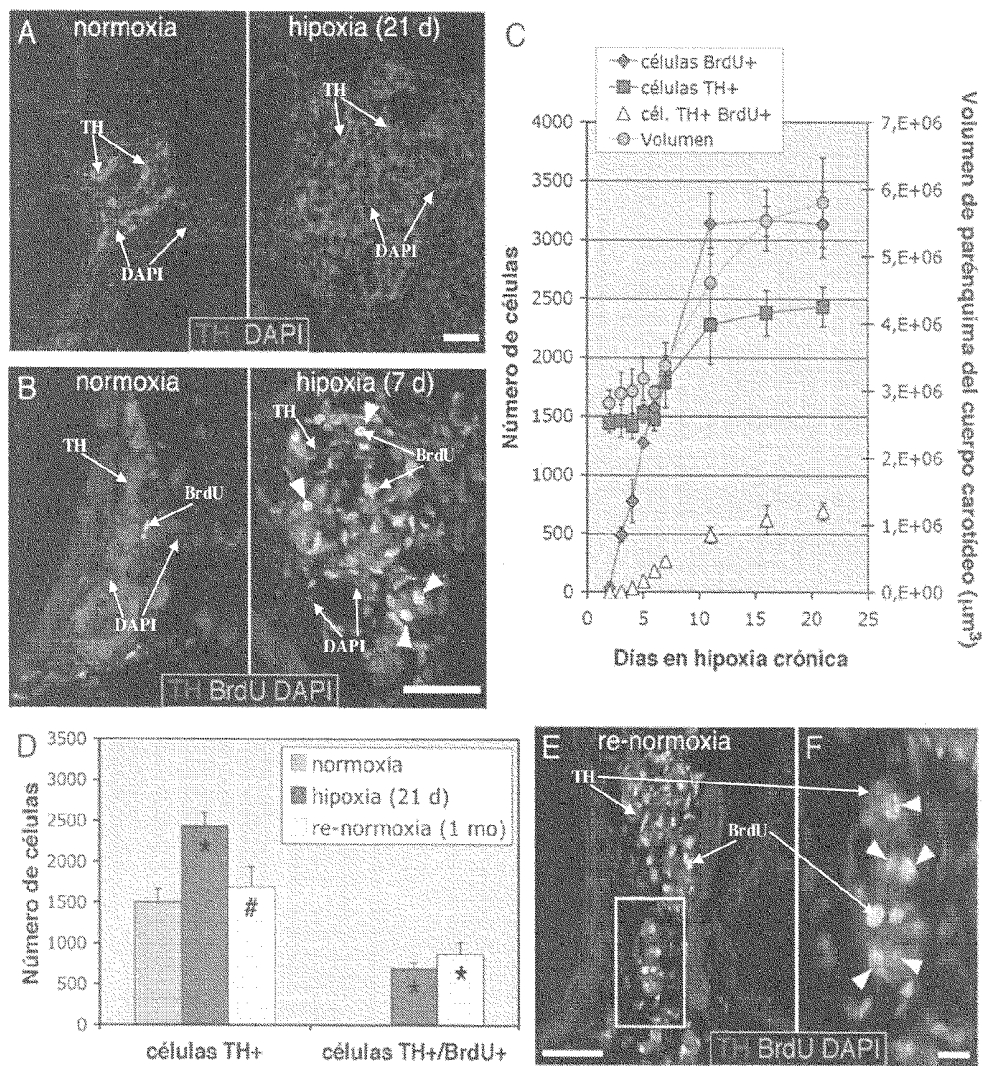 A
normoxia
hipoxia (21 d)
TH
TH
DAPI
DAPI
TH DAPI
B
normoxia
hipoxia (7 d)
TH
BrdU
DAPI
TH
BrdU
DAPI
TH BrdU DAPI
C
células BrdU+
células TH+
cél. TH+ BrdU+
Volumen
Número de células
4000
3500
3000
2500
2000
1500
1000
500
0
7,E+06
6,E+06
5,E+06
4,E+06
3,E+06
2,E+06
1,E+06
0,E+00
Volumen de parénquima del cuerpo carotídeo (µm³)
0 5 10 15 20 25
Días en hipoxia crónica
D
normoxia
hipoxia (21 d)
re-normoxia (1 mo)
Número de células
3500
3000
2500
2000
1500
1000
500
0
*
#
*
*
células TH+
células TH+/BrdU+
E
re-normoxia
F
TH
BrdU
TH BrdU DAPI